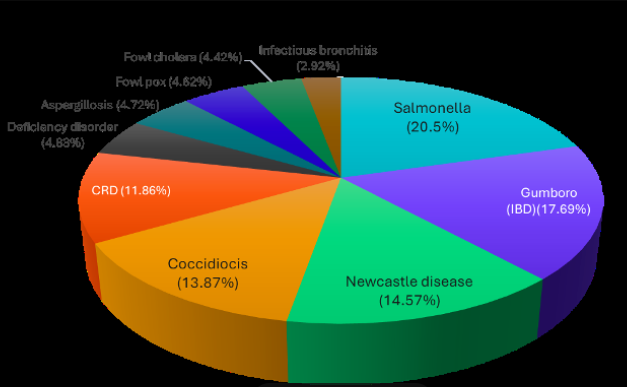 Fowl cholera (4.42%)
Infectious bronchitis
(2.92%)
Fowl pox (4.62%)
Aspergillosis (4.72%)
Deficiency disorder
(4.83%)
Salmonella
(20.5%)
CRD (11.86%)
Gumboro
(IBD)(17.69%)
Coccidiocis
(13.87%)
Newcastle disease
(14.57%)